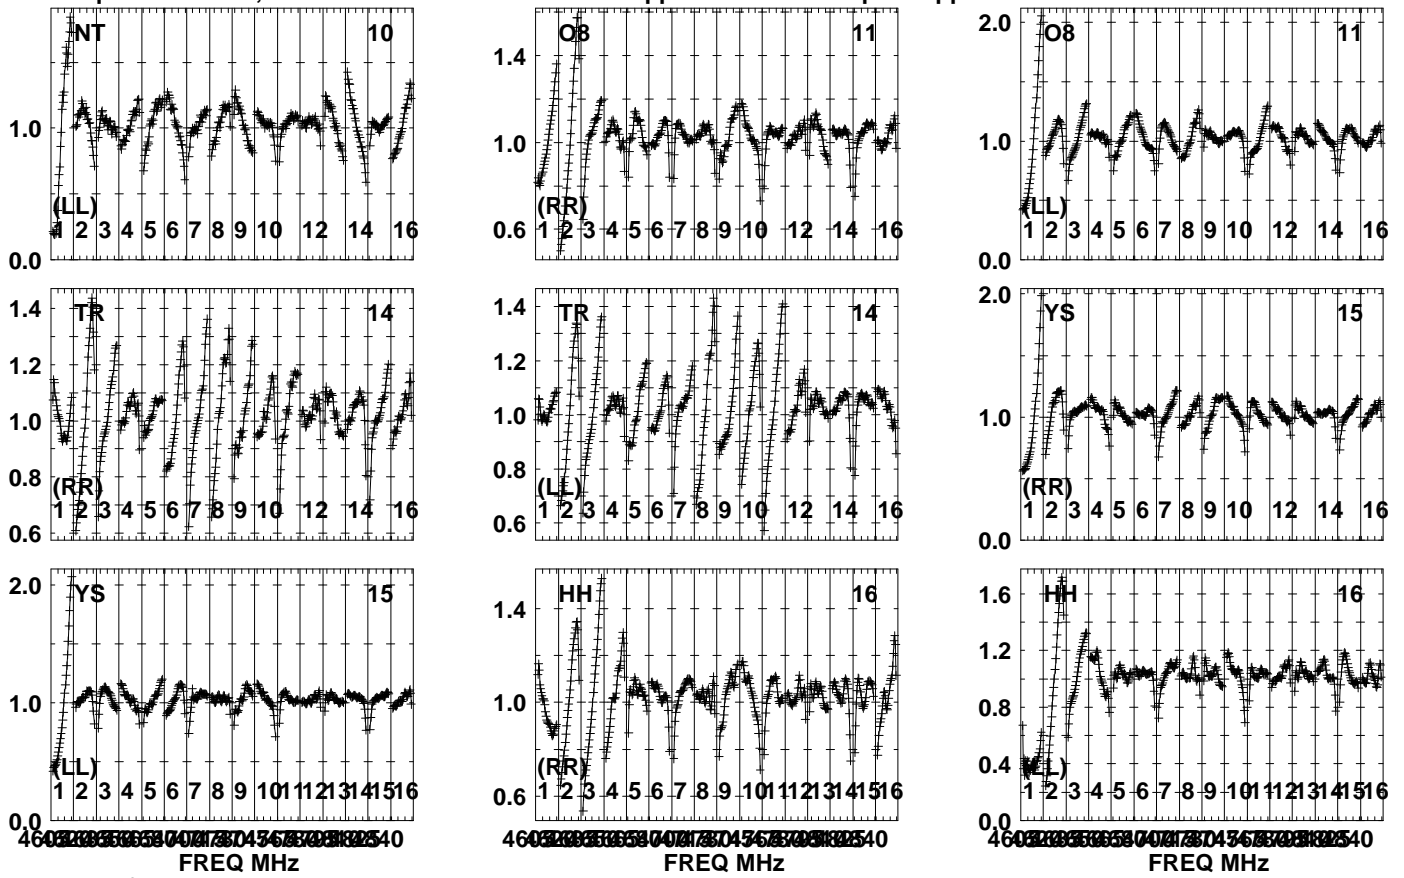 NT 10
1.0
(LL)
1 2 3 4 5 6 7 8 9 10 12 14 16
0.0
O8 11
1.4
1.0
(RR)
0.6
1 2 3 4 5 6 7 8 9 10 12 14 16
2.0
O8 11
1.0
(LL)
1 2 3 4 5 6 7 8 9 10 12 14 16
0.0
1.4
TR 14
1.2
1.0
0.8
(RR)
1 2 3 4 5 6 7 8 9 10 12 14 16
0.6
1.4
TR 14
1.2
1.0
0.8
(LL)
1 2 3 4 5 6 7 8 9 10 12 14 16
0.6
2.0
YS 15
1.0
(RR)
1 2 3 4 5 6 7 8 9 10 12 14 16
0.0
2.0
YS 15
1.0
(LL)
1 2 3 4 5 6 7 8 9 10 11 12 13 14 15 16
0.0
FREQ MHz
HH 16
1.4
1.0
(RR)
1 2 3 4 5 6 7 8 9 10 11 12 13 14 15 16
0.6
FREQ MHz
1.6
HH 16
1.2
0.8
0.4
(LL)
1 2 3 4 5 6 7 8 9 10 11 12 13 14 15 16
0.0
FREQ MHz